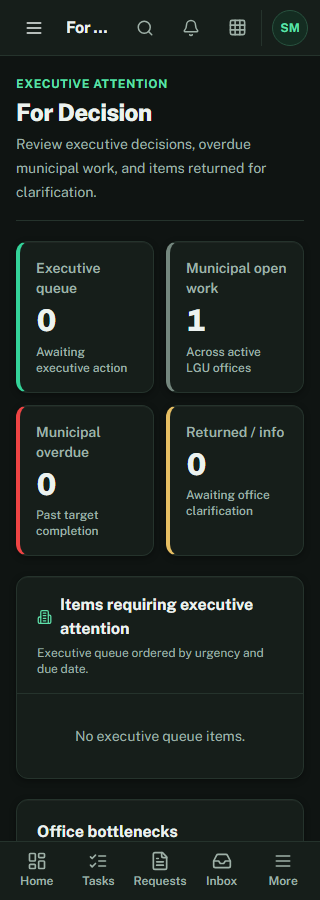 For ...
SM
EXECUTIVE ATTENTION
For Decision
Review executive decisions, overdue
municipal work, and items returned for
clarification.
Executive
queue
0
Awaiting
executive action
Municipal open
work
1
Across active
LGU offices
Municipal
overdue
0
Past target
completion
Returned / info
0
Awaiting office
clarification
Items requiring executive
attention
Executive queue ordered by urgency and
due date.
No executive queue items.
Office bottlenecks
Home
Tasks
Requests
Inbox
More